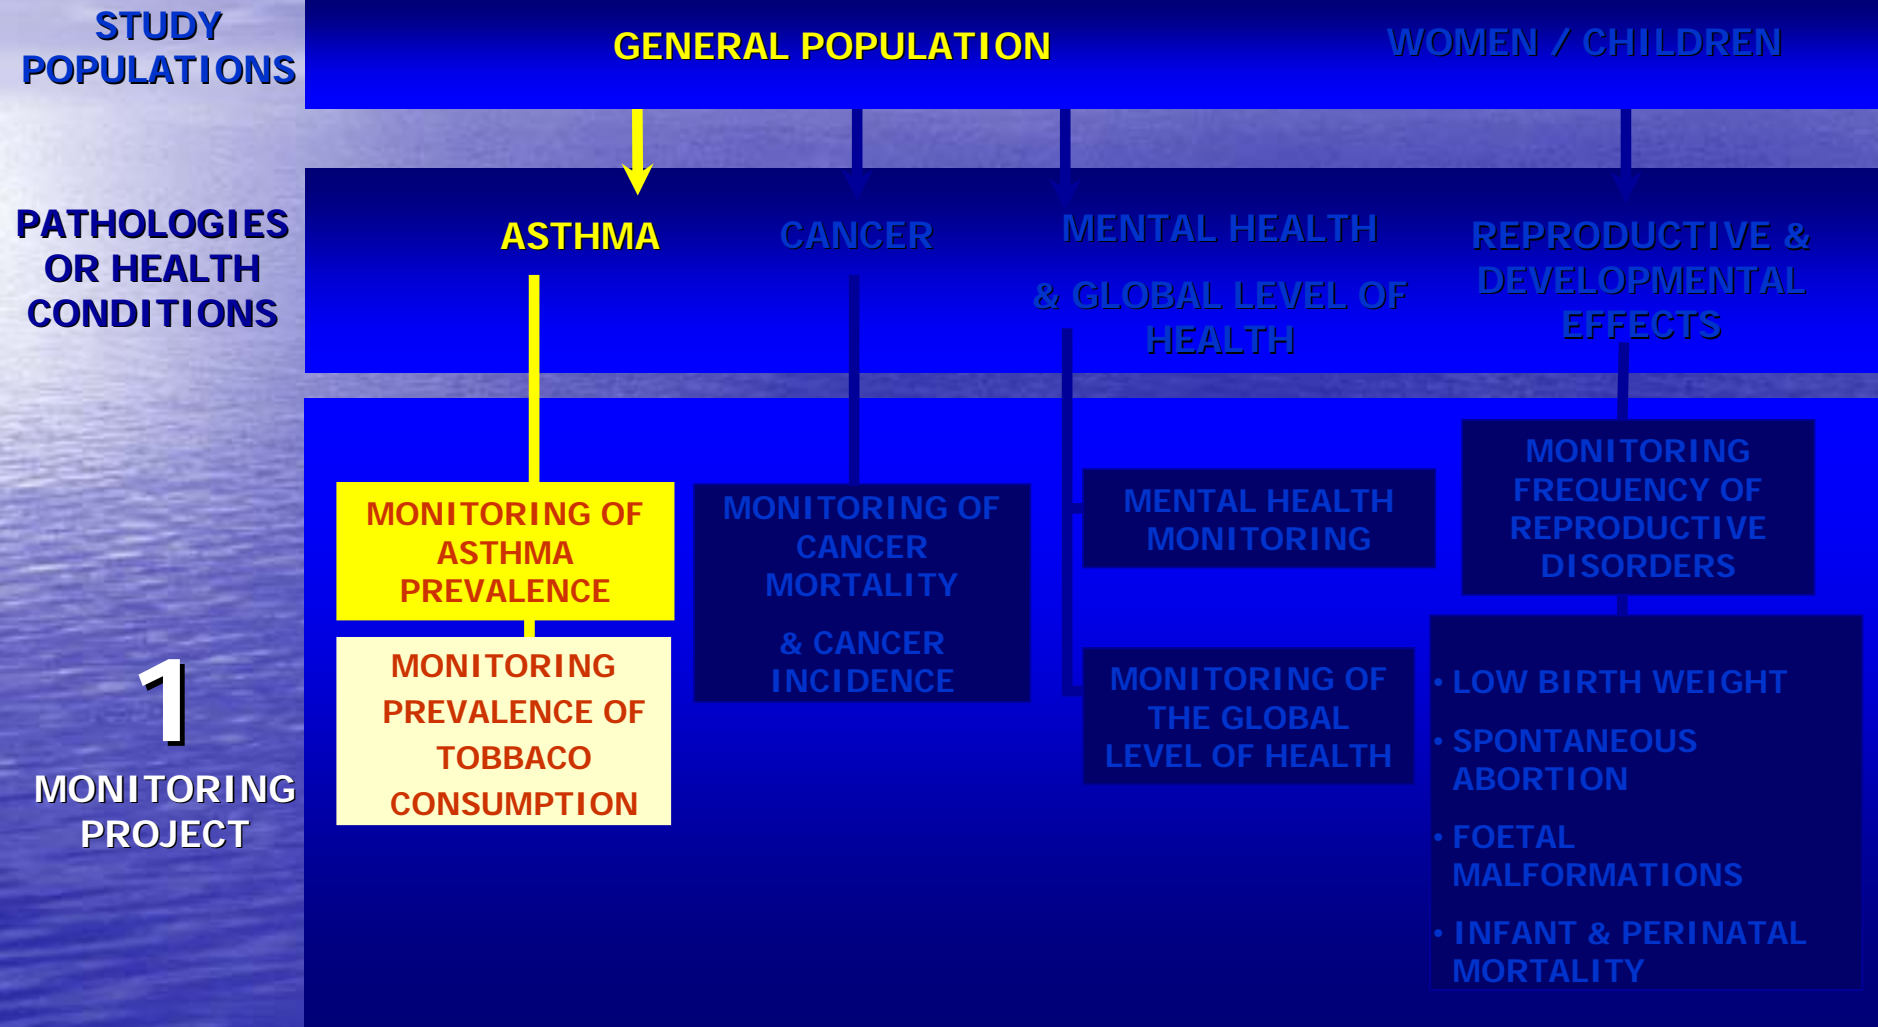 STUDY
POPULATIONS
GENERAL POPULATION
WOMEN / CHILDREN
PATHOLOGIES
OR HEALTH
CONDITIONS
ASTHMA
CANCER
MENTAL HEALTH
& GLOBAL LEVEL OF
HEALTH
REPRODUCTIVE &
DEVELOPMENTAL
EFFECTS
1
MONITORING
PROJECT
MONITORING OF
ASTHMA
PREVALENCE
MONITORING
PREVALENCE OF
TOBBACO
CONSUMPTION
MONITORING OF
CANCER
MORTALITY
& CANCER
INCIDENCE
MENTAL HEALTH
MONITORING
MONITORING OF
THE GLOBAL
LEVEL OF HEALTH
MONITORING
FREQUENCY OF
REPRODUCTIVE
DISORDERS
• LOW BIRTH WEIGHT
• SPONTANEOUS
ABORTION
• FOETAL
MALFORMATIONS
• INFANT & PERINATAL
MORTALITY